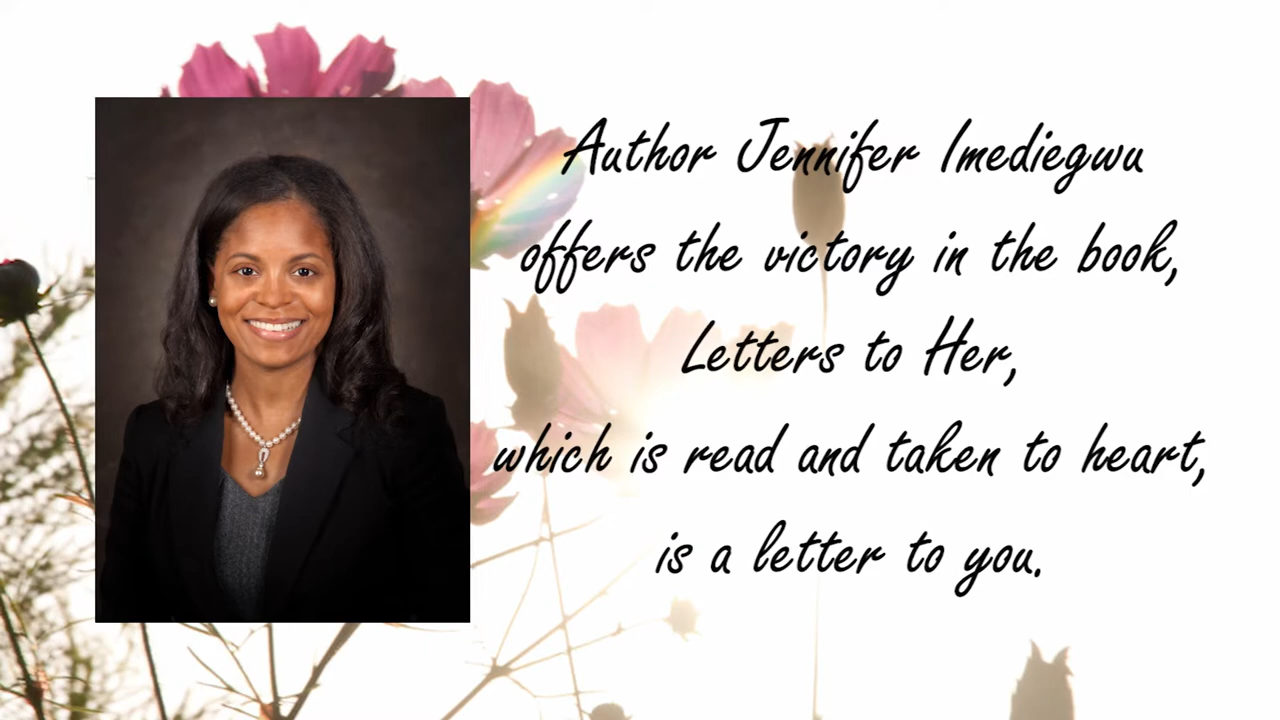 Author Jennifer Imediegwu
offers the victory in the book,
Letters to Her,
which is read and taken to heart,
is a letter to you.